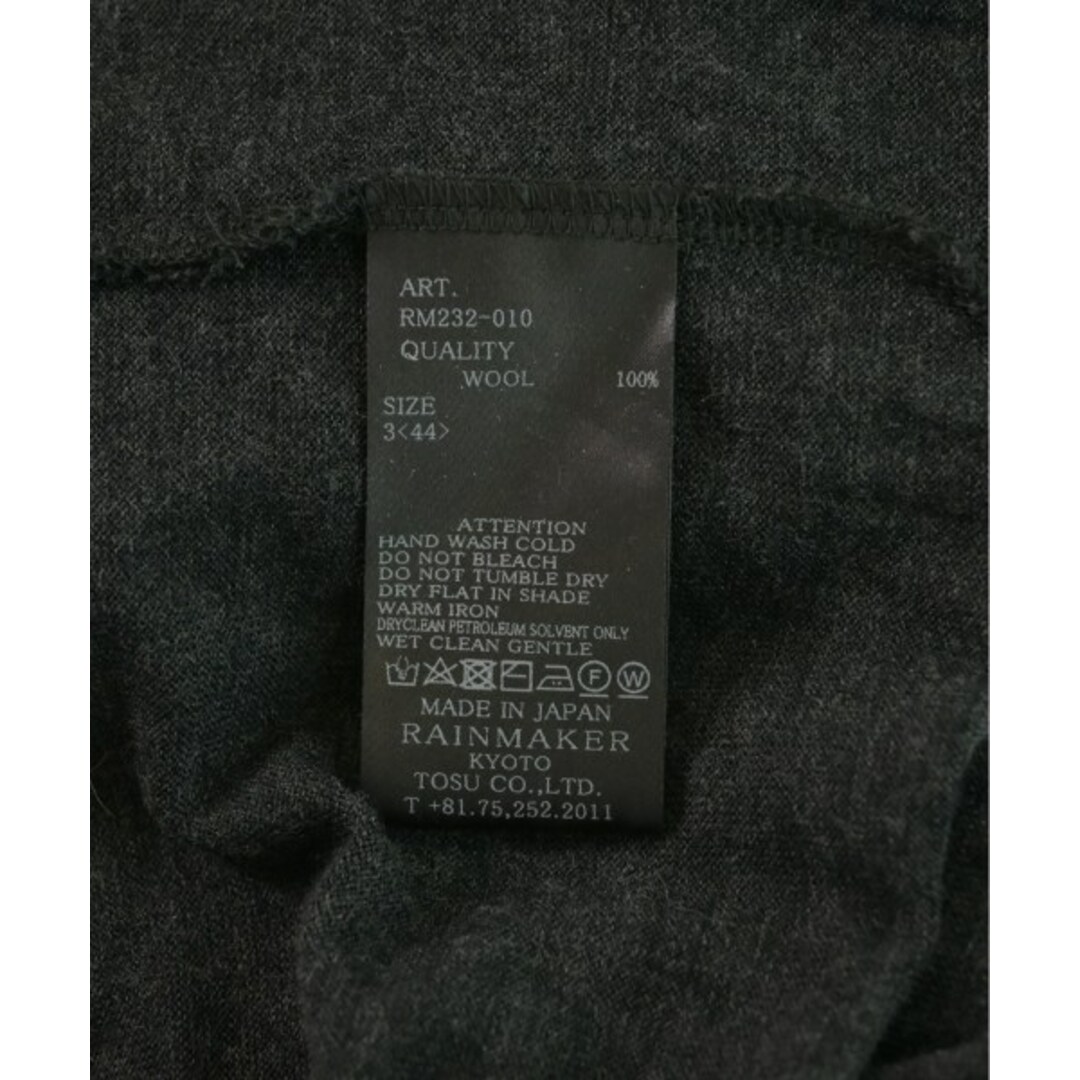 ART.
RM232-010
QUALITY
WOOL 100%
SIZE
3<44>
ATTENTION
HAND WASH COLD
DO NOT BLEACH
DO NOT TUMBLE DRY
DRY FLAT IN SHADE
WARM IRON
DRYCLEAN PETROLEUM SOLVENT ONLY
WET CLEAN GENTLE
F W
MADE IN JAPAN
RAINMAKER
KYOTO
TOSU CO.,LTD.
T +81.75,252.2011